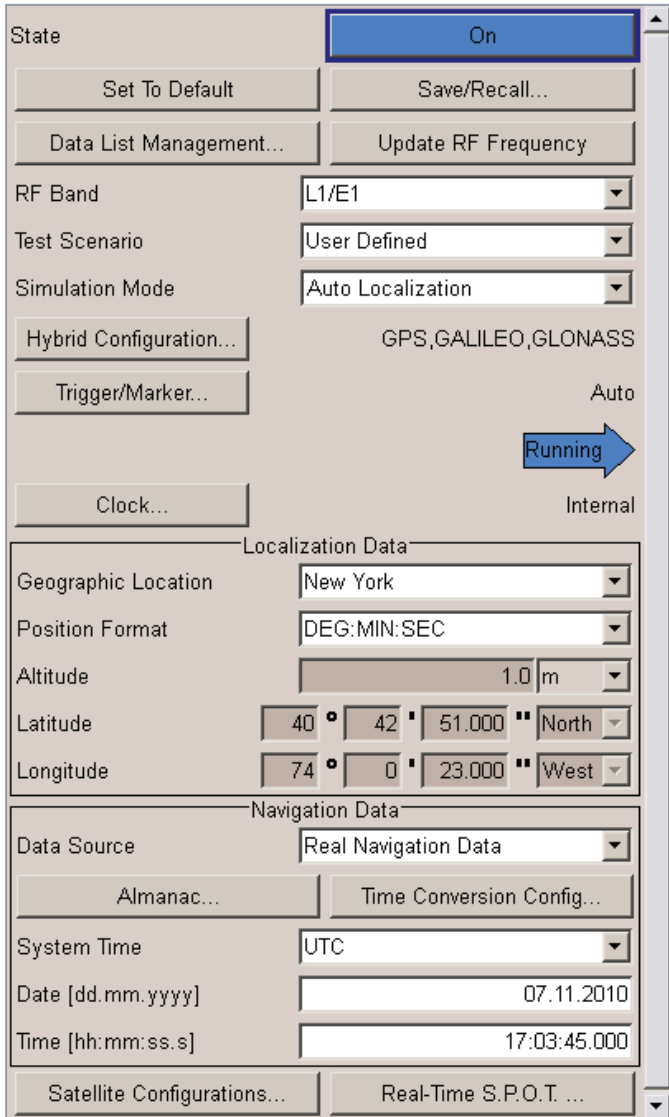 State On
Set To Default Save/Recall...
Data List Management... Update RF Frequency
RF Band L1/E1
Test Scenario User Defined
Simulation Mode Auto Localization
Hybrid Configuration... GPS,GALILEO,GLONASS
Trigger/Marker... Auto
Running
Clock... Internal
Localization Data
Geographic Location New York
Position Format DEG:MIN:SEC
Altitude 1.0 m
Latitude 40 ° 42 ' 51.000 " North
Longitude 74 ° 0 ' 23.000 " West
Navigation Data
Data Source Real Navigation Data
Almanac... Time Conversion Config...
System Time UTC
Date [dd.mm.yyyy] 07.11.2010
Time [hh:mm:ss.s] 17:03:45.000
Satellite Configurations... Real-Time S.P.O.T. ...